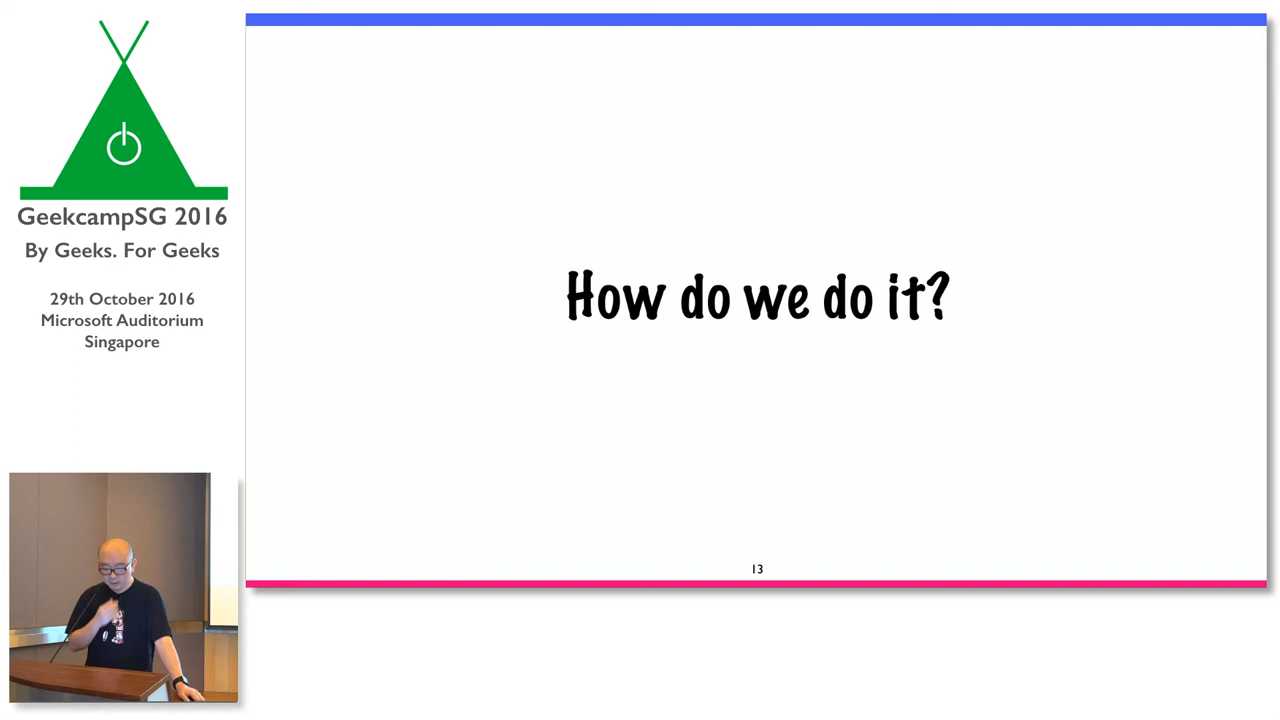 GeekcampSG 2016
By Geeks. For Geeks
29th October 2016
Microsoft Auditorium
Singapore
How do we do it?
13